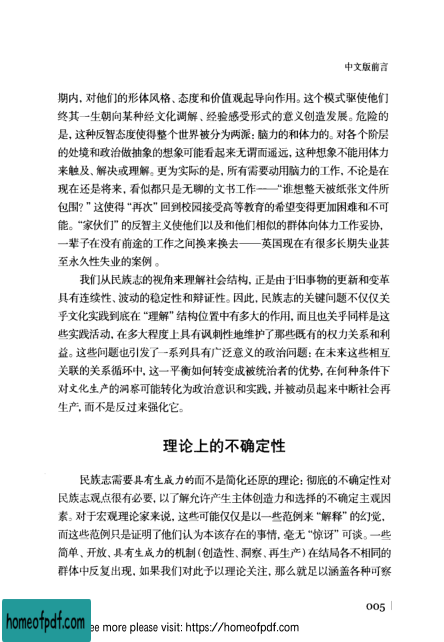 中文版前言
期内，对他们的形体风格、态度和价值观起导向作用。这个模式驱使他们
终其一生朝向某种经文化调解、经验感受形式的意义创造发展。危险的
是，这种反智态度使得整个世界被分为两派：脑力的和体力的。对各个阶层
的处境和政治做抽象的想象可能看起来无谓而遥远，这种想象不能用体力
来触及、解决或理解。更为实际的是，所有需要动用脑力的工作，不论是在
现在还是将来，看似都只是无聊的文书工作——“谁想整天被纸张文件所
包围？”这使得“再次”回到校园接受高等教育的希望变得更加困难和不可
能。“家伙们”的反智主义使他们以及和他们相似的群体向体力工作妥协，
一辈子在没有前途的工作之间换来换去——英国现在有很多长期失业甚
至永久性失业的案例。
我们从民族志的视角来理解社会结构，正是由于旧事物的更新和变革
具有连续性、波动的稳定性和辩证性。因此，民族志的关键问题不仅仅关
乎文化实践到底在“理解”结构位置中有多大的作用，而且也关乎同样是这
些实践活动，在多大程度上具有讽刺性地维护了那些既有的权力关系和利
益。这些问题也引发了一系列具有广泛意义的政治问题：在未来这些相互
关联的关系循环中，这一平衡如何转变成被统治者的优势，在何种条件下
对文化生产的洞察可能转化为政治意识和实践，并被动员起来中断社会再
生产，而不是反过来强化它。
理论上的不确定性
民族志需要具有生成力的而不是简化还原的理论；彻底的不确定性对
民族志观点很有必要，以了解允许产生主体创造力和选择的不确定主观因
素。对于宏观理论家来说，这些可能仅仅是以一些范例来“解释”的幻觉，
而这些范例只是证明了他们认为本该存在的事情，毫无“惊讶”可谈。一些
简单、开放、具有生成力的机制（创造性、洞察、再生产）在结局各不相同的
群体中反复出现，如果我们对此予以理论关注，那么就足以涵盖各种可察
005
homeofpdf.com
ee more please visit: https://homeofpdf.com